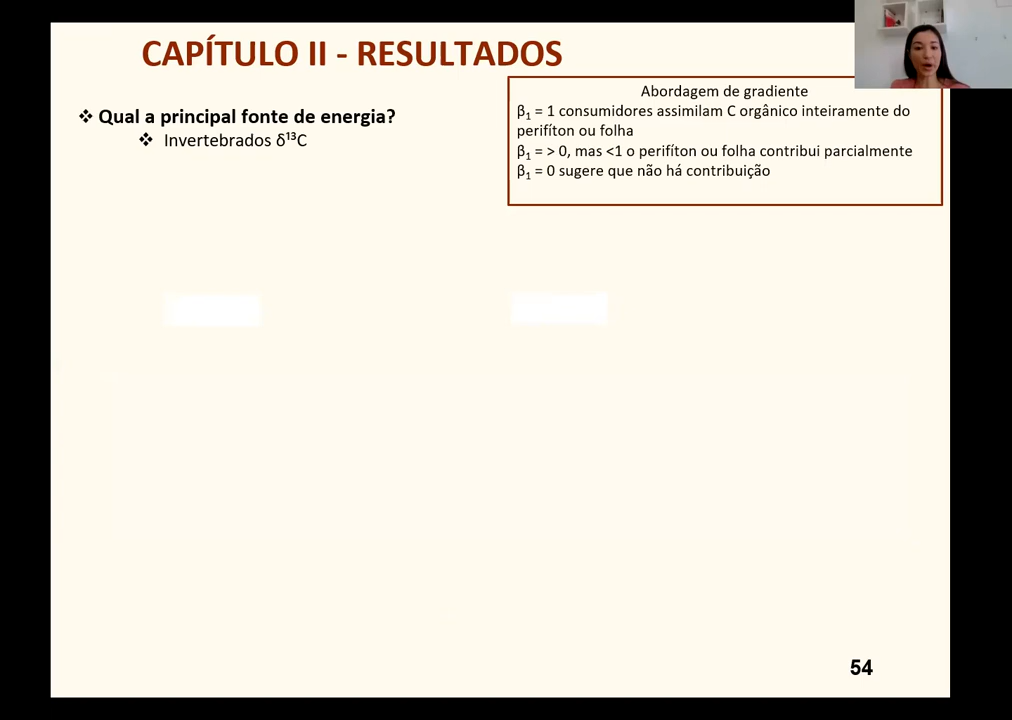 CAPÍTULO II - RESULTADOS
❖ Qual a principal fonte de energia?
❖ Invertebrados δ¹³C
Abordagem de gradiente
β₁ = 1 consumidores assimilam C orgânico inteiramente do
perifíton ou folha
β₁ = > 0, mas <1 o perifíton ou folha contribui parcialmente
β₁ = 0 sugere que não há contribuição
54